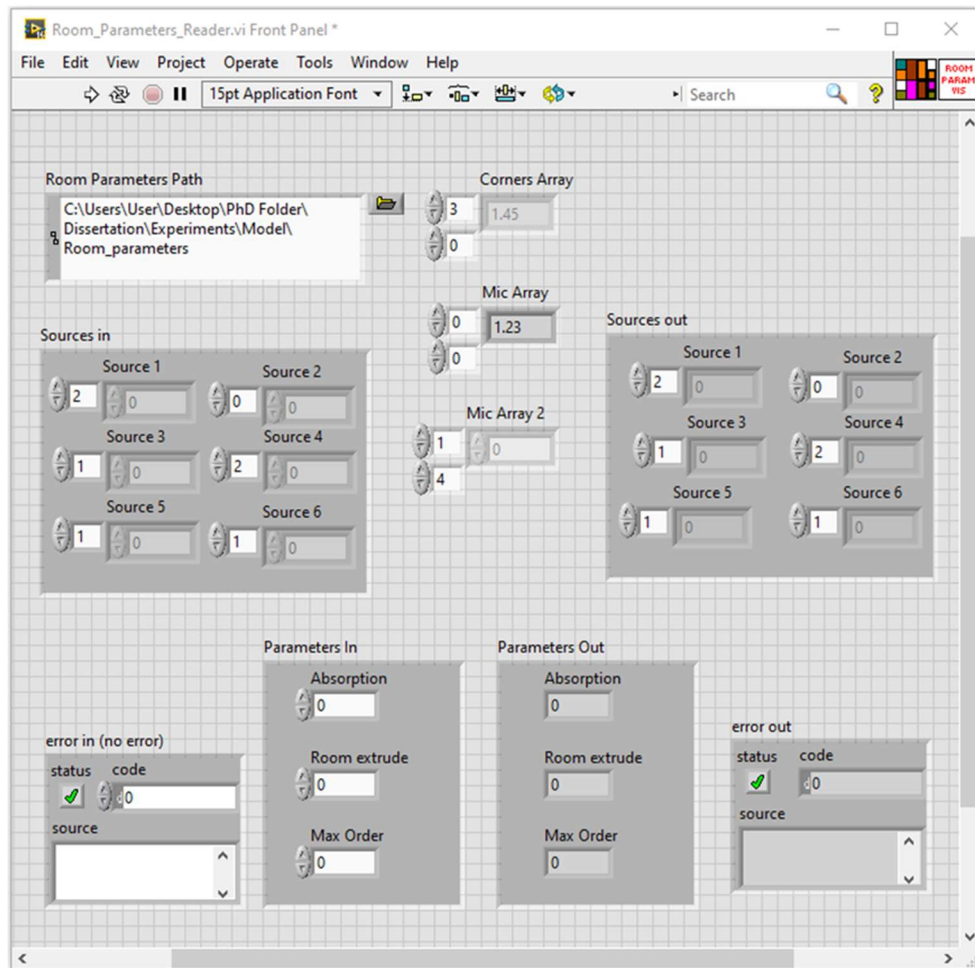 Room_Parameters_Reader.vi Front Panel *
File Edit View Project Operate Tools Window Help
15pt Application Font Search ROOM
PARAM
VIS
Room Parameters Path
C:\Users\User\Desktop\PhD Folder\
Dissertation\Experiments\Model\
Room_parameters
Corners Array
3 1.45
0
Mic Array
0 1.23
0
Mic Array 2
1 0
4
Sources in
Source 1 Source 2
2 0 0 0
Source 3 Source 4
1 0 2 0
Source 5 Source 6
1 0 1 0
Sources out
Source 1 Source 2
2 0 0 0
Source 3 Source 4
1 0 2 0
Source 5 Source 6
1 0 1 0
Parameters In
Absorption
0
Room extrude
0
Max Order
0
Parameters Out
Absorption
0
Room extrude
0
Max Order
0
error in (no error)
status code
d0
source
error out
status code
d0
source